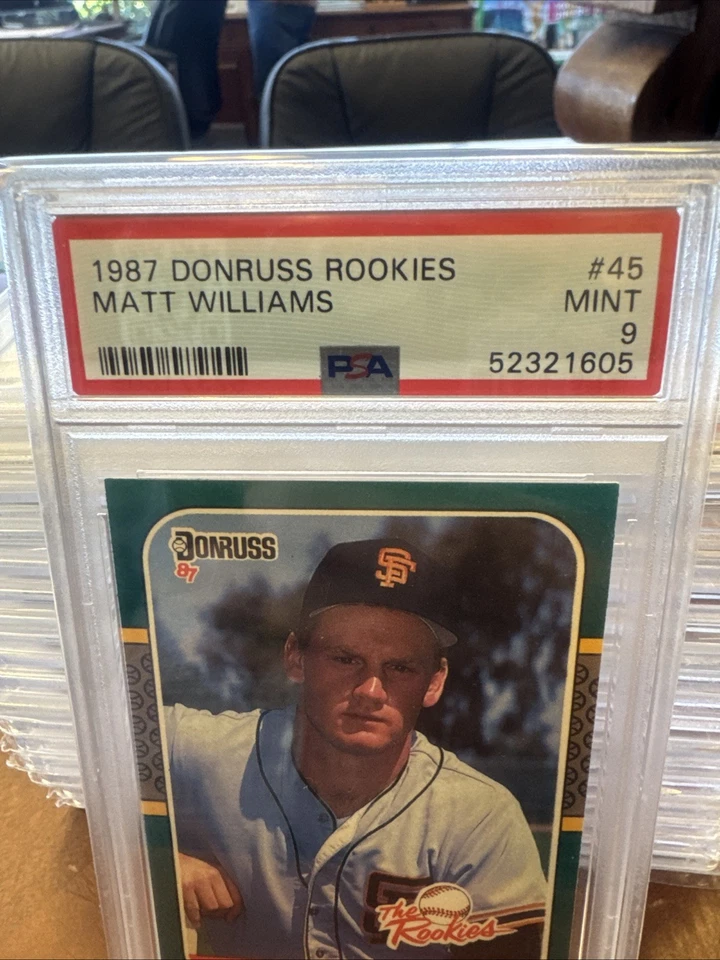 1987 DONRUSS ROOKIES #45
MATT WILLIAMS MINT
9
PSA 52321605
DONRUSS
87
SF
The
Rookies